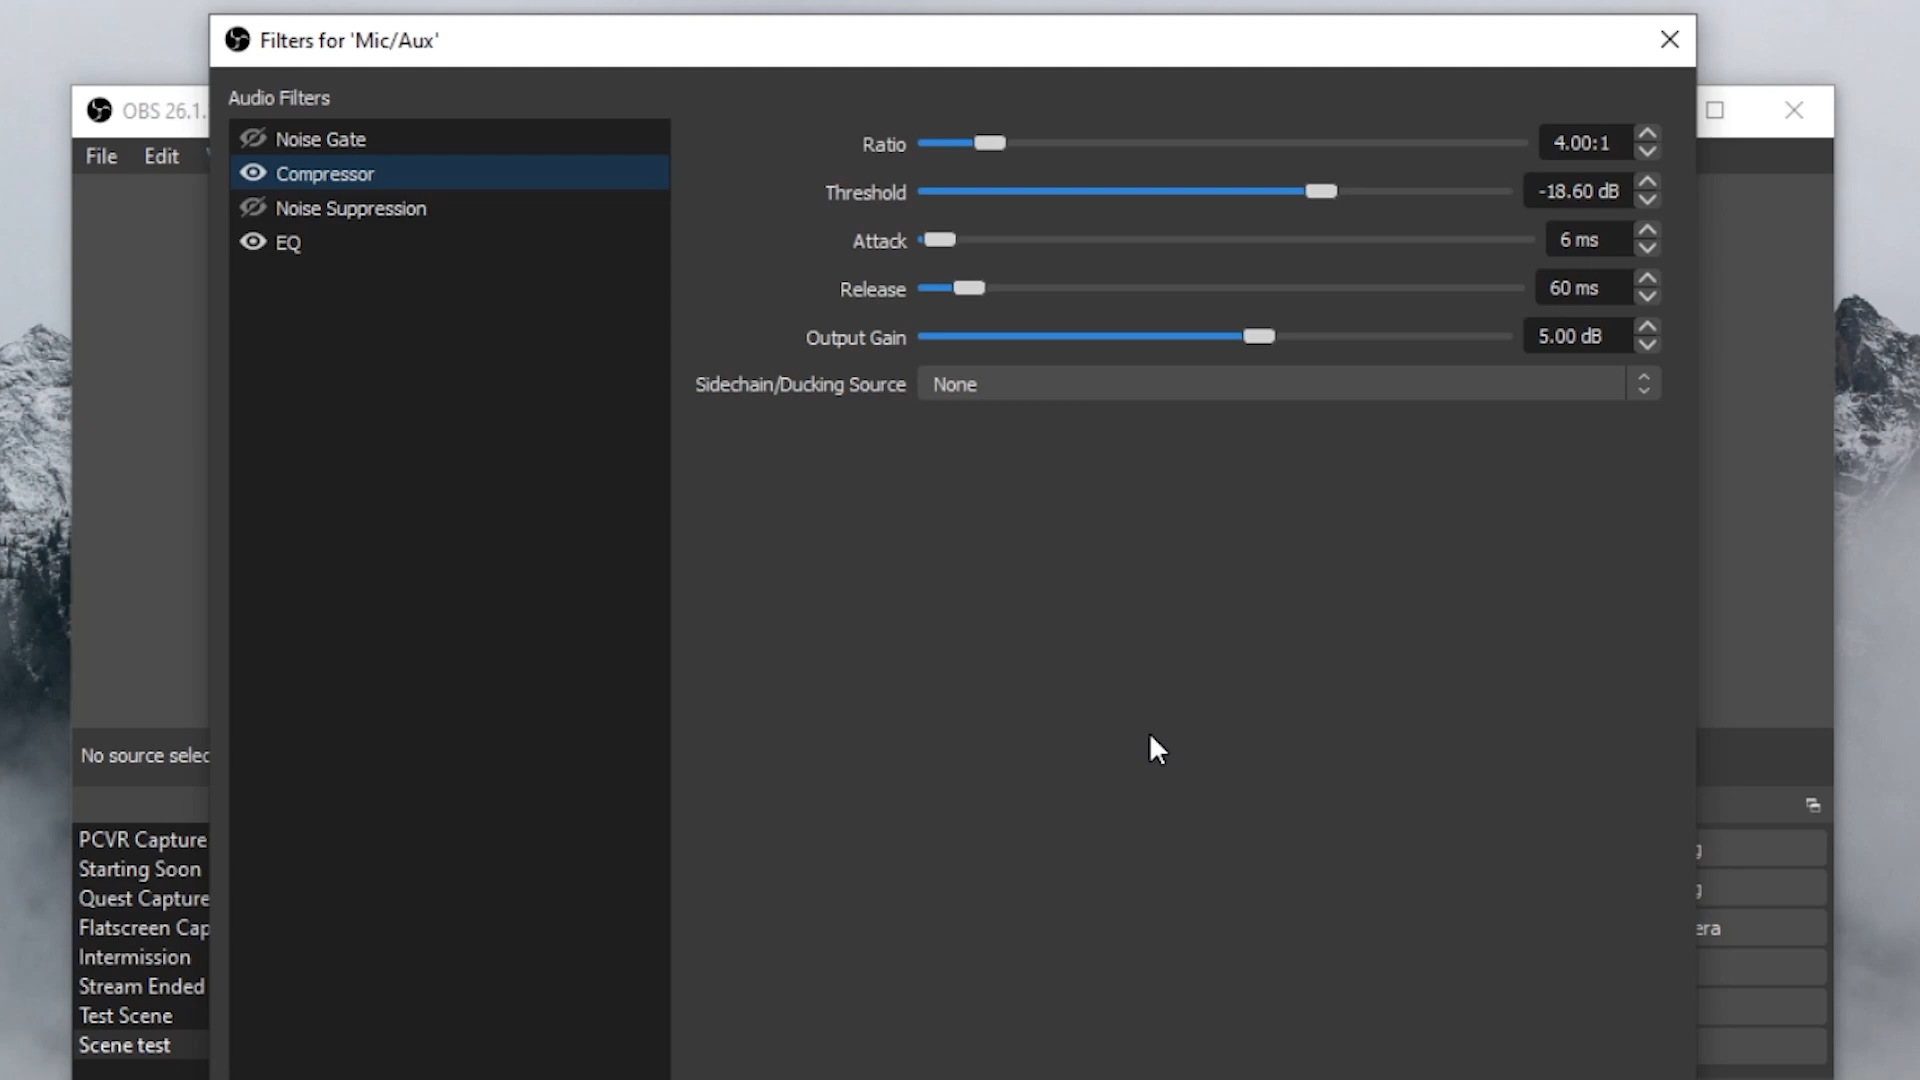 Filters for 'Mic/Aux'
OBS 26.1.
File Edit
Audio Filters
Noise Gate
Compressor
Noise Suppression
EQ
Ratio 4.00:1
Threshold -18.60 dB
Attack 6 ms
Release 60 ms
Output Gain 5.00 dB
Sidechain/Ducking Source None
No source selec
PCVR Capture
Starting Soon
Quest Capture
Flatscreen Cap
Intermission
Stream Ended
Test Scene
Scene test
g
g
era